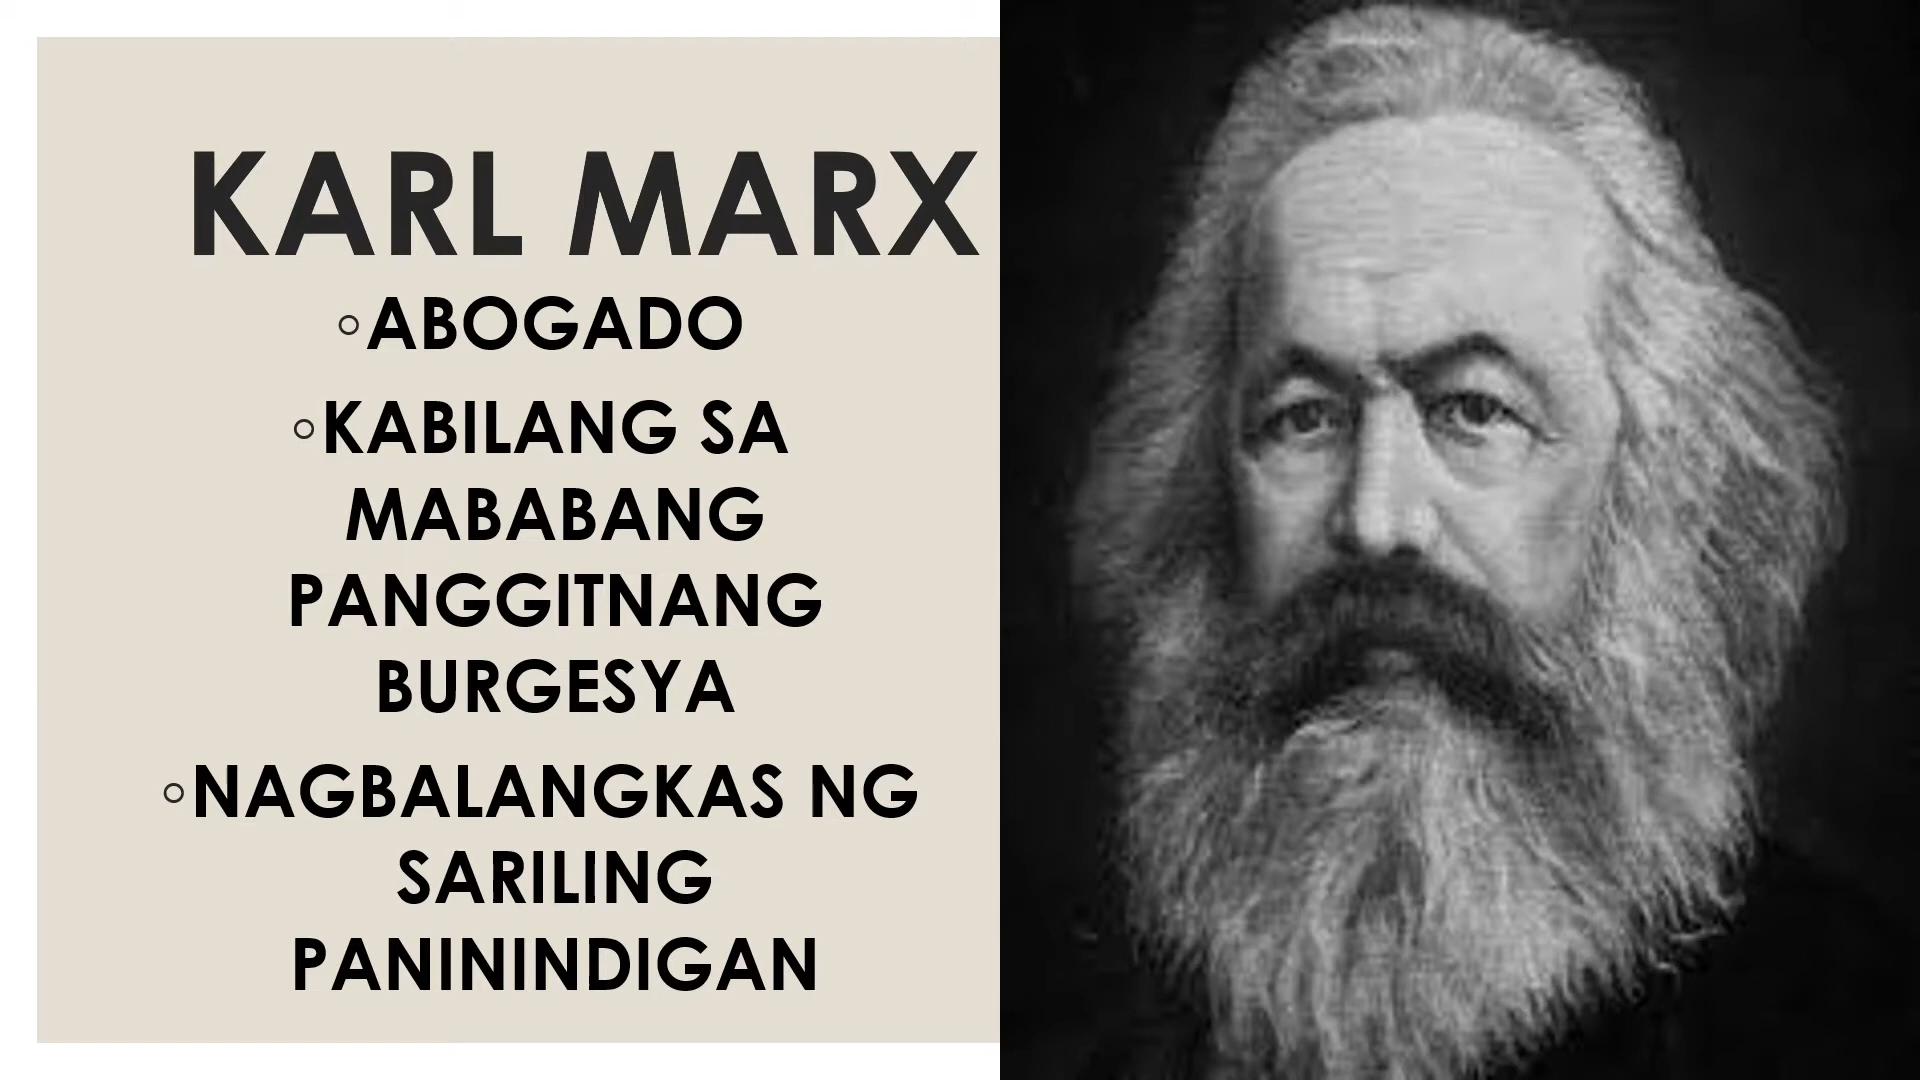 KARL MARX
◦ABOGADO
◦KABILANG SA
MABABANG
PANGGITNANG
BURGESYA
◦NAGBALANGKAS NG
SARILING
PANININDIGAN